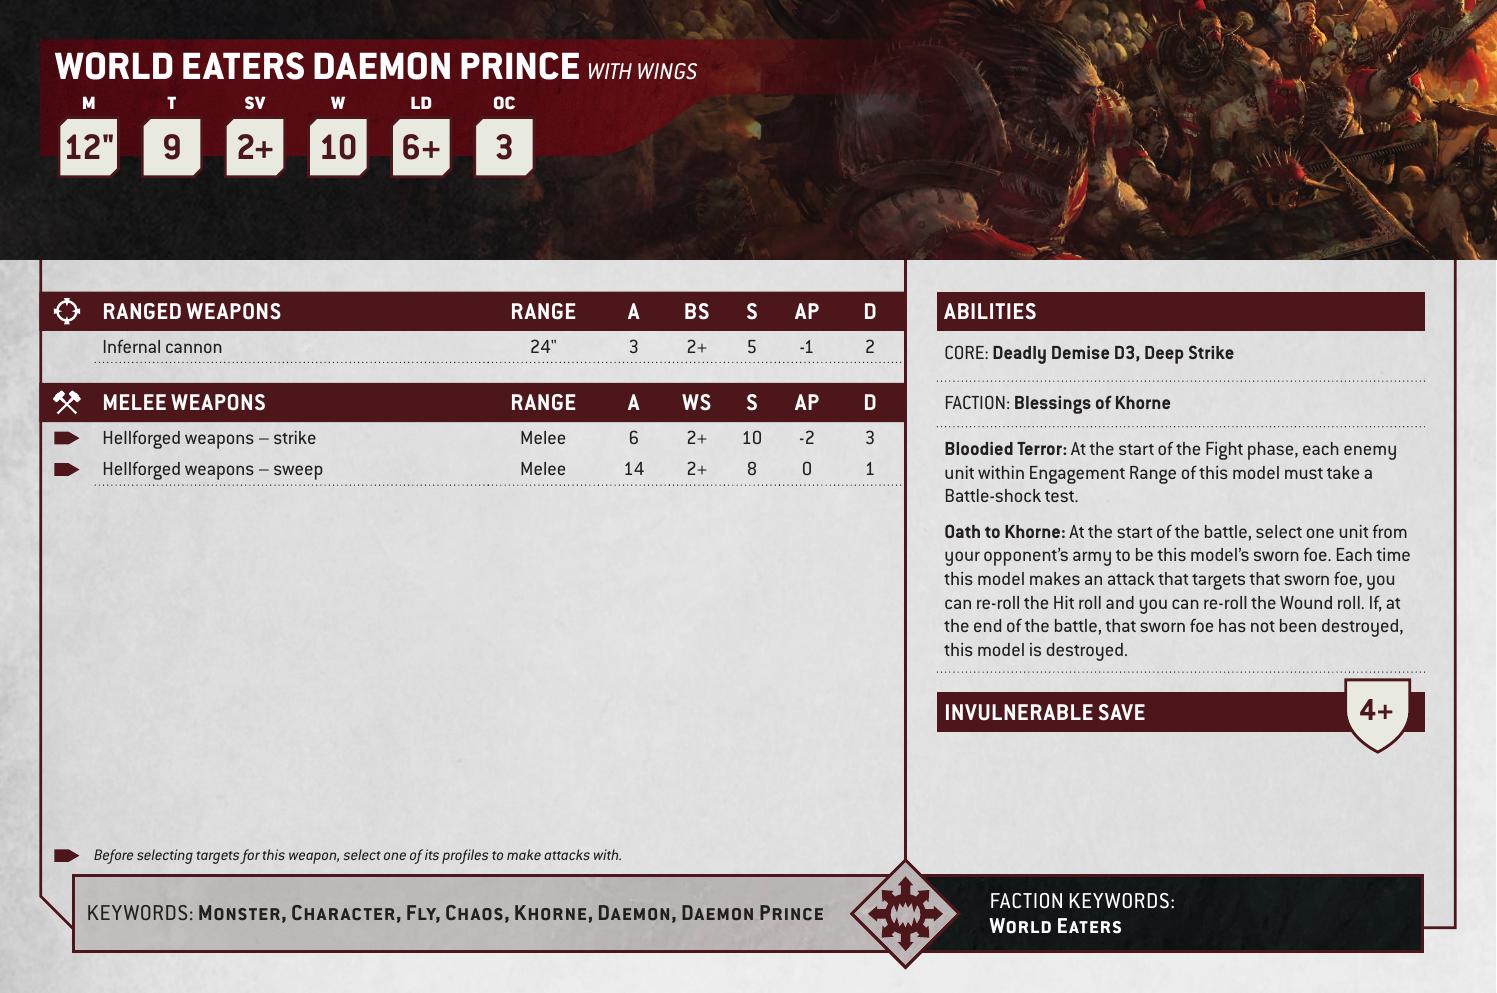 WORLD EATERS DAEMON PRINCE WITH WINGS
M T SV W LD OC
12" 9 2+ 10 6+ 3
RANGED WEAPONS RANGE A BS S AP D
Infernal cannon 24" 3 2+ 5 -1 2
MELEE WEAPONS RANGE A WS S AP D
Hellforged weapons – strike Melee 6 2+ 10 -2 3
Hellforged weapons – sweep Melee 14 2+ 8 0 1
Before selecting targets for this weapon, select one of its profiles to make attacks with.
ABILITIES
CORE: Deadly Demise D3, Deep Strike
FACTION: Blessings of Khorne
Bloodied Terror: At the start of the Fight phase, each enemy
unit within Engagement Range of this model must take a
Battle-shock test.
Oath to Khorne: At the start of the battle, select one unit from
your opponent’s army to be this model’s sworn foe. Each time
this model makes an attack that targets that sworn foe, you
can re-roll the Hit roll and you can re-roll the Wound roll. If, at
the end of the battle, that sworn foe has not been destroyed,
this model is destroyed.
INVULNERABLE SAVE 4+
KEYWORDS: Monster, Character, Fly, Chaos, Khorne, Daemon, Daemon Prince
FACTION KEYWORDS:
World Eaters